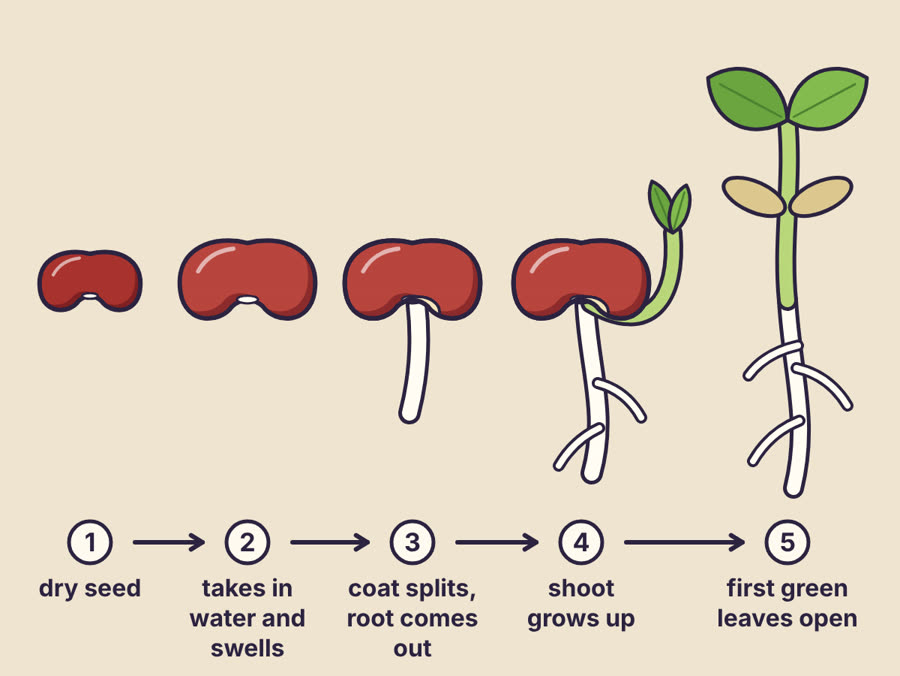 1
2
3
4
5
dry seed
takes in
water and
swells
coat splits,
root comes
out
shoot
grows up
first green
leaves open